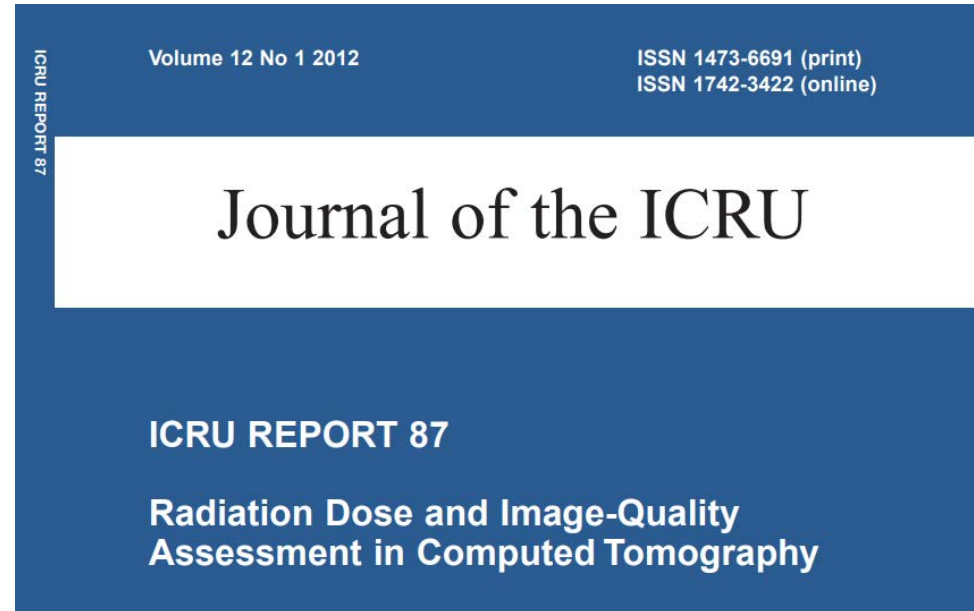 ICRU REPORT 87
Volume 12 No 1 2012
ISSN 1473-6691 (print)
ISSN 1742-3422 (online)
Journal of the ICRU
ICRU REPORT 87
Radiation Dose and Image-Quality
Assessment in Computed Tomography